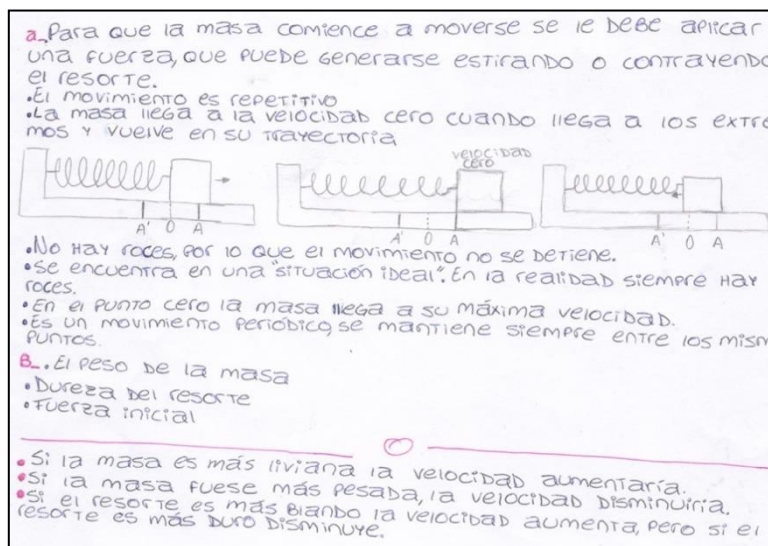 a_ Para que la masa comience a moverse se le debe aplicar
una fuerza, que puede generarse estirando o contrayendo
el resorte.
• El movimiento es repetitivo
• La masa llega a la velocidad cero cuando llega a los extre
mos y vuelve en su trayectoria
velocidad
cero
A' O A
A' O A
A' O A
• No hay roces, por lo que el movimiento no se detiene.
• Se encuentra en una "situación ideal". En la realidad siempre hay
roces.
• En el punto cero la masa llega a su máxima velocidad.
• Es un movimiento periódico, se mantiene siempre entre los mism
puntos.
B_. El peso de la masa
• Dureza del resorte
• Fuerza inicial
• Si la masa es más liviana la velocidad aumentaría.
• Si la masa fuese más pesada, la velocidad disminuiría.
• Si el resorte es más blando la velocidad aumenta, pero si el
resorte es más duro disminuye.